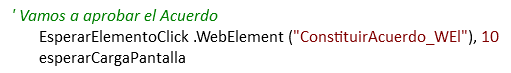 ' Vamos a aprobar el Acuerdo
EsperarElementoClick .WebElement ("ConstituirAcuerdo_WEl"), 10
esperarCargaPantalla